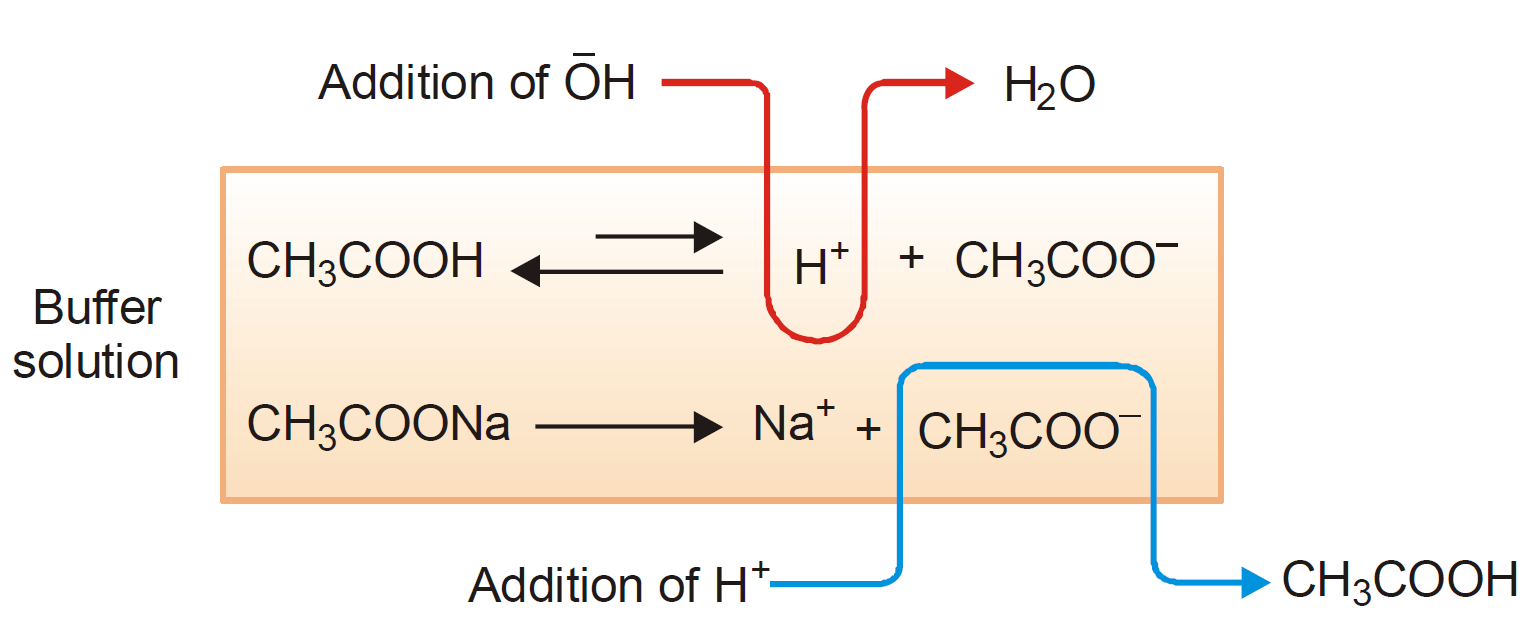 Addition of ŌH H₂O
CH₃COOH H⁺ + CH₃COO⁻
Buffer
solution
CH₃COONa Na⁺ + CH₃COO⁻
Addition of H⁺ CH₃COOH